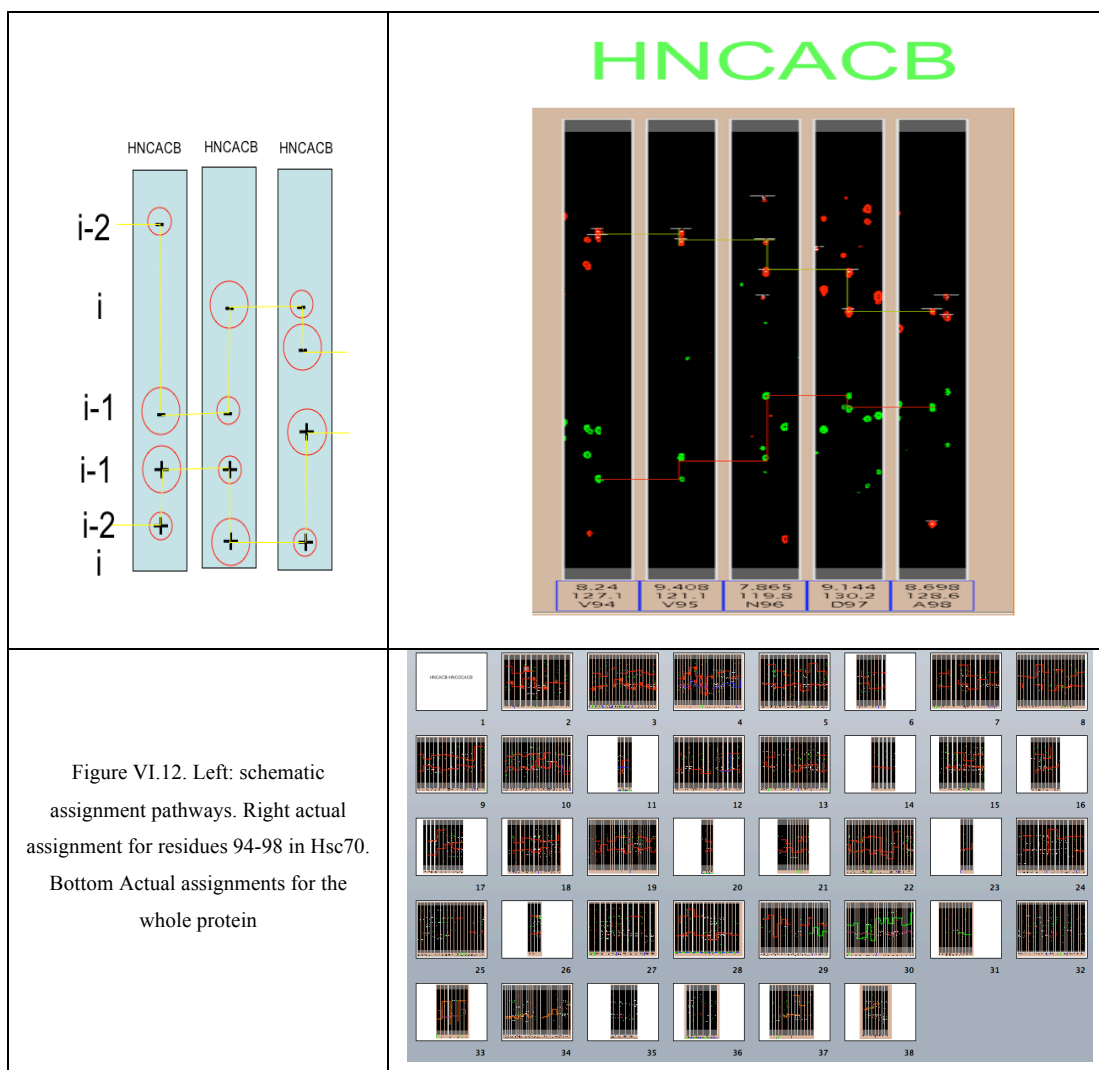 HNCACB
HNCACB HNCACB HNCACB
i-2
i
i-1
i-1
i-2
i
8.24 9.408 7.865 9.144 8.698
127.1 121.1 119.8 130.2 128.6
V94 V95 N96 D97 A98
Figure VI.12. Left: schematic
assignment pathways. Right actual
assignment for residues 94-98 in Hsc70.
Bottom Actual assignments for the
whole protein
HNCACB-HNCOCACB
1 2 3 4 5 6 7 8
9 10 11 12 13 14 15 16
17 18 19 20 21 22 23 24
25 26 27 28 29 30 31 32
33 34 35 36 37 38